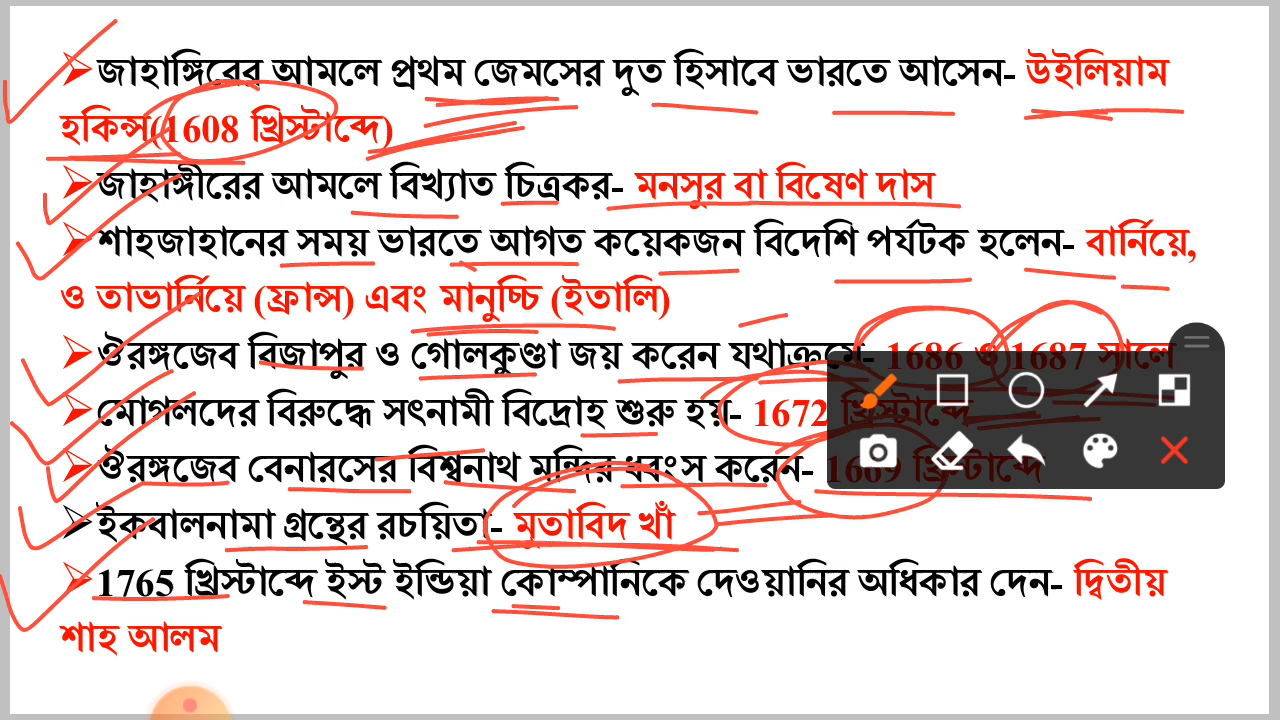 ➢জাহাঙ্গিরের আমলে প্রথম জেমসের দুত হিসাবে ভারতে আসেন- উইলিয়াম
হকিন্স(1608 খ্রিস্টাব্দে)
➢জাহাঙ্গীরের আমলে বিখ্যাত চিত্রকর- মনসুর বা বিষেণ দাস
➢শাহজাহানের সময় ভারতে আগত কয়েকজন বিদেশি পর্যটক হলেন- বার্নিয়ে,
ও তাভার্নিয়ে (ফ্রান্স) এবং মানুচ্চি (ইতালি)
➢ঔরঙ্গজেব বিজাপুর ও গোলকুণ্ডা জয় করেন যথাক্রমে- 1686 ও 1687 সালে
➢মোগলদের বিরুদ্ধে সৎনামী বিদ্রোহ শুরু হয়- 1672 খ্রিস্টাব্দে
➢ঔরঙ্গজেব বেনারসের বিশ্বনাথ মন্দির ধবংস করেন- 1669 খ্রিস্টাব্দে
➢ইকবালনামা গ্রন্থের রচয়িতা- মুতাবিদ খাঁ
➢1765 খ্রিস্টাব্দে ইস্ট ইন্ডিয়া কোম্পানিকে দেওয়ানির অধিকার দেন- দ্বিতীয়
শাহ আলম